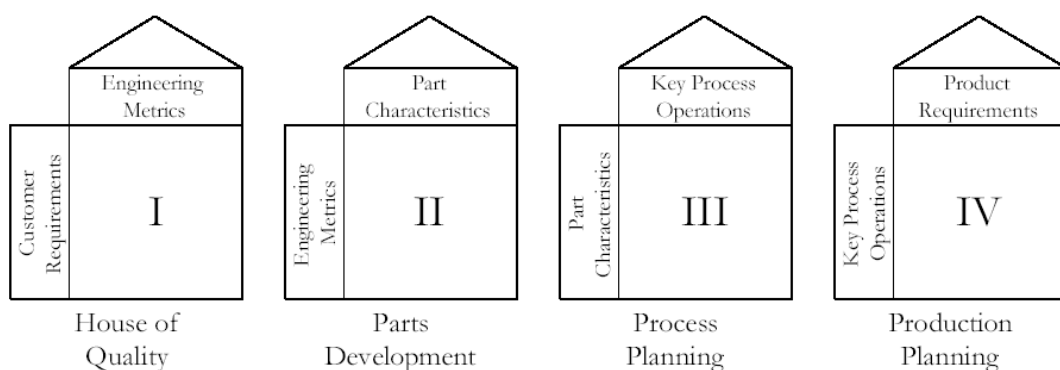 Engineering
Metrics
Customer
Requirements
I
House of
Quality
Part
Characteristics
Engineering
Metrics
II
Parts
Development
Key Process
Operations
Part
Characteristics
III
Process
Planning
Product
Requirements
Key Process
Operations
IV
Production
Planning